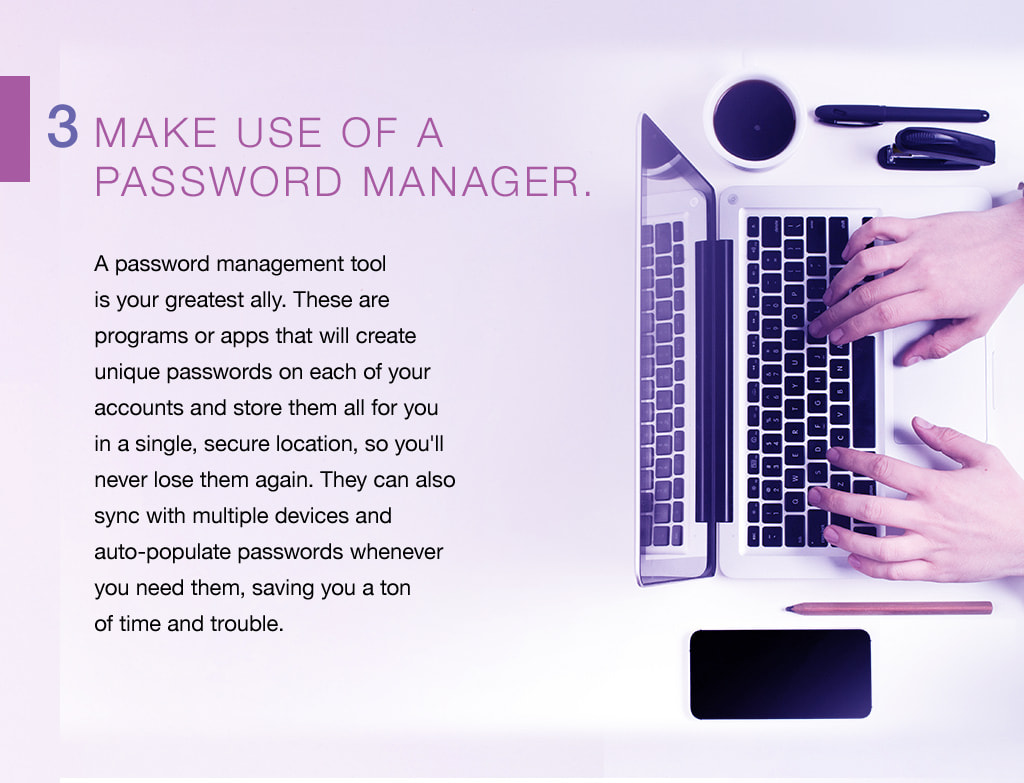 3 MAKE USE OF A
PASSWORD MANAGER.
A password management tool
is your greatest ally. These are
programs or apps that will create
unique passwords on each of your
accounts and store them all for you
in a single, secure location, so you'll
never lose them again. They can also
sync with multiple devices and
auto-populate passwords whenever
you need them, saving you a ton
of time and trouble.